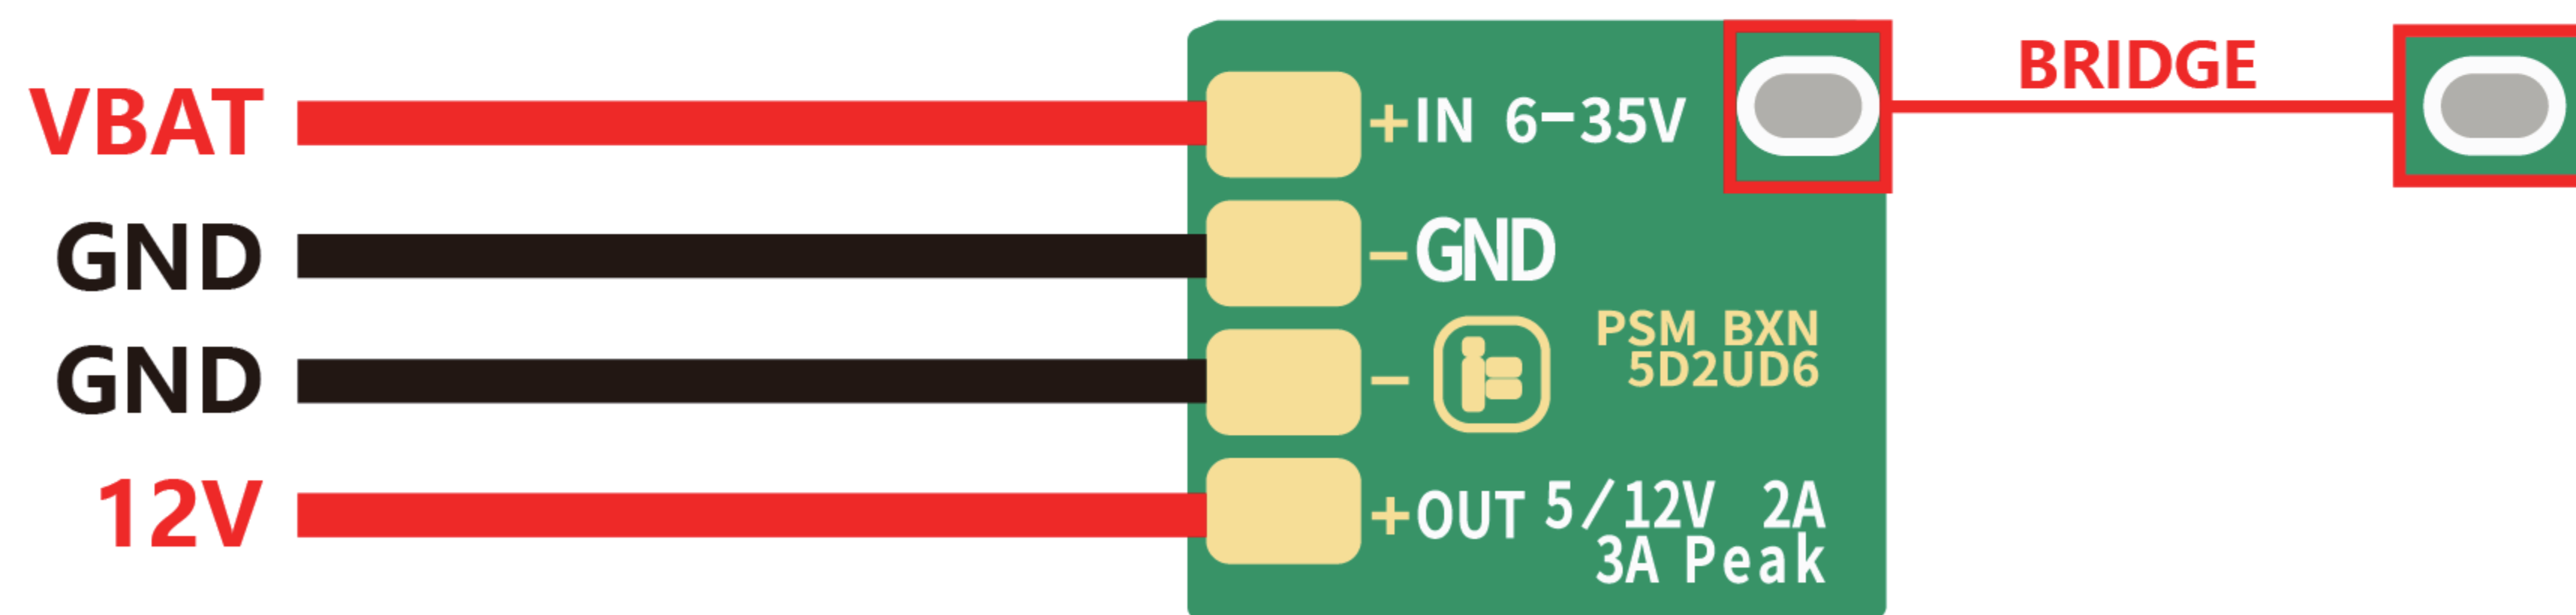 VBAT
+IN 6-35V
BRIDGE
GND
-GND
PSM BXN
5D2UD6
GND
-
12V
+OUT 5/12V 2A
3A Peak